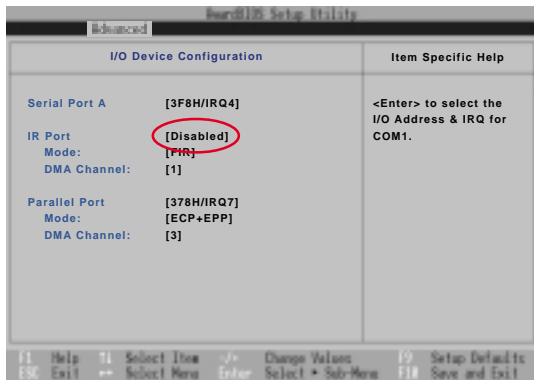 Setup Utility
Advanced
I/O Device Configuration
Item Specific Help
Serial Port A [3F8H/IRQ4]
<Enter> to select the
I/O Address & IRQ for
COM1.
IR Port [Disabled]
Mode: [FIR]
DMA Channel: [1]
Parallel Port [378H/IRQ7]
Mode: [ECP+EPP]
DMA Channel: [3]
F1 Help ↑↓ Select Item -/+ Change Values F9 Setup Defaults
ESC Exit ↔ Select Menu Enter Select ▸ Sub-Menu F10 Save and Exit